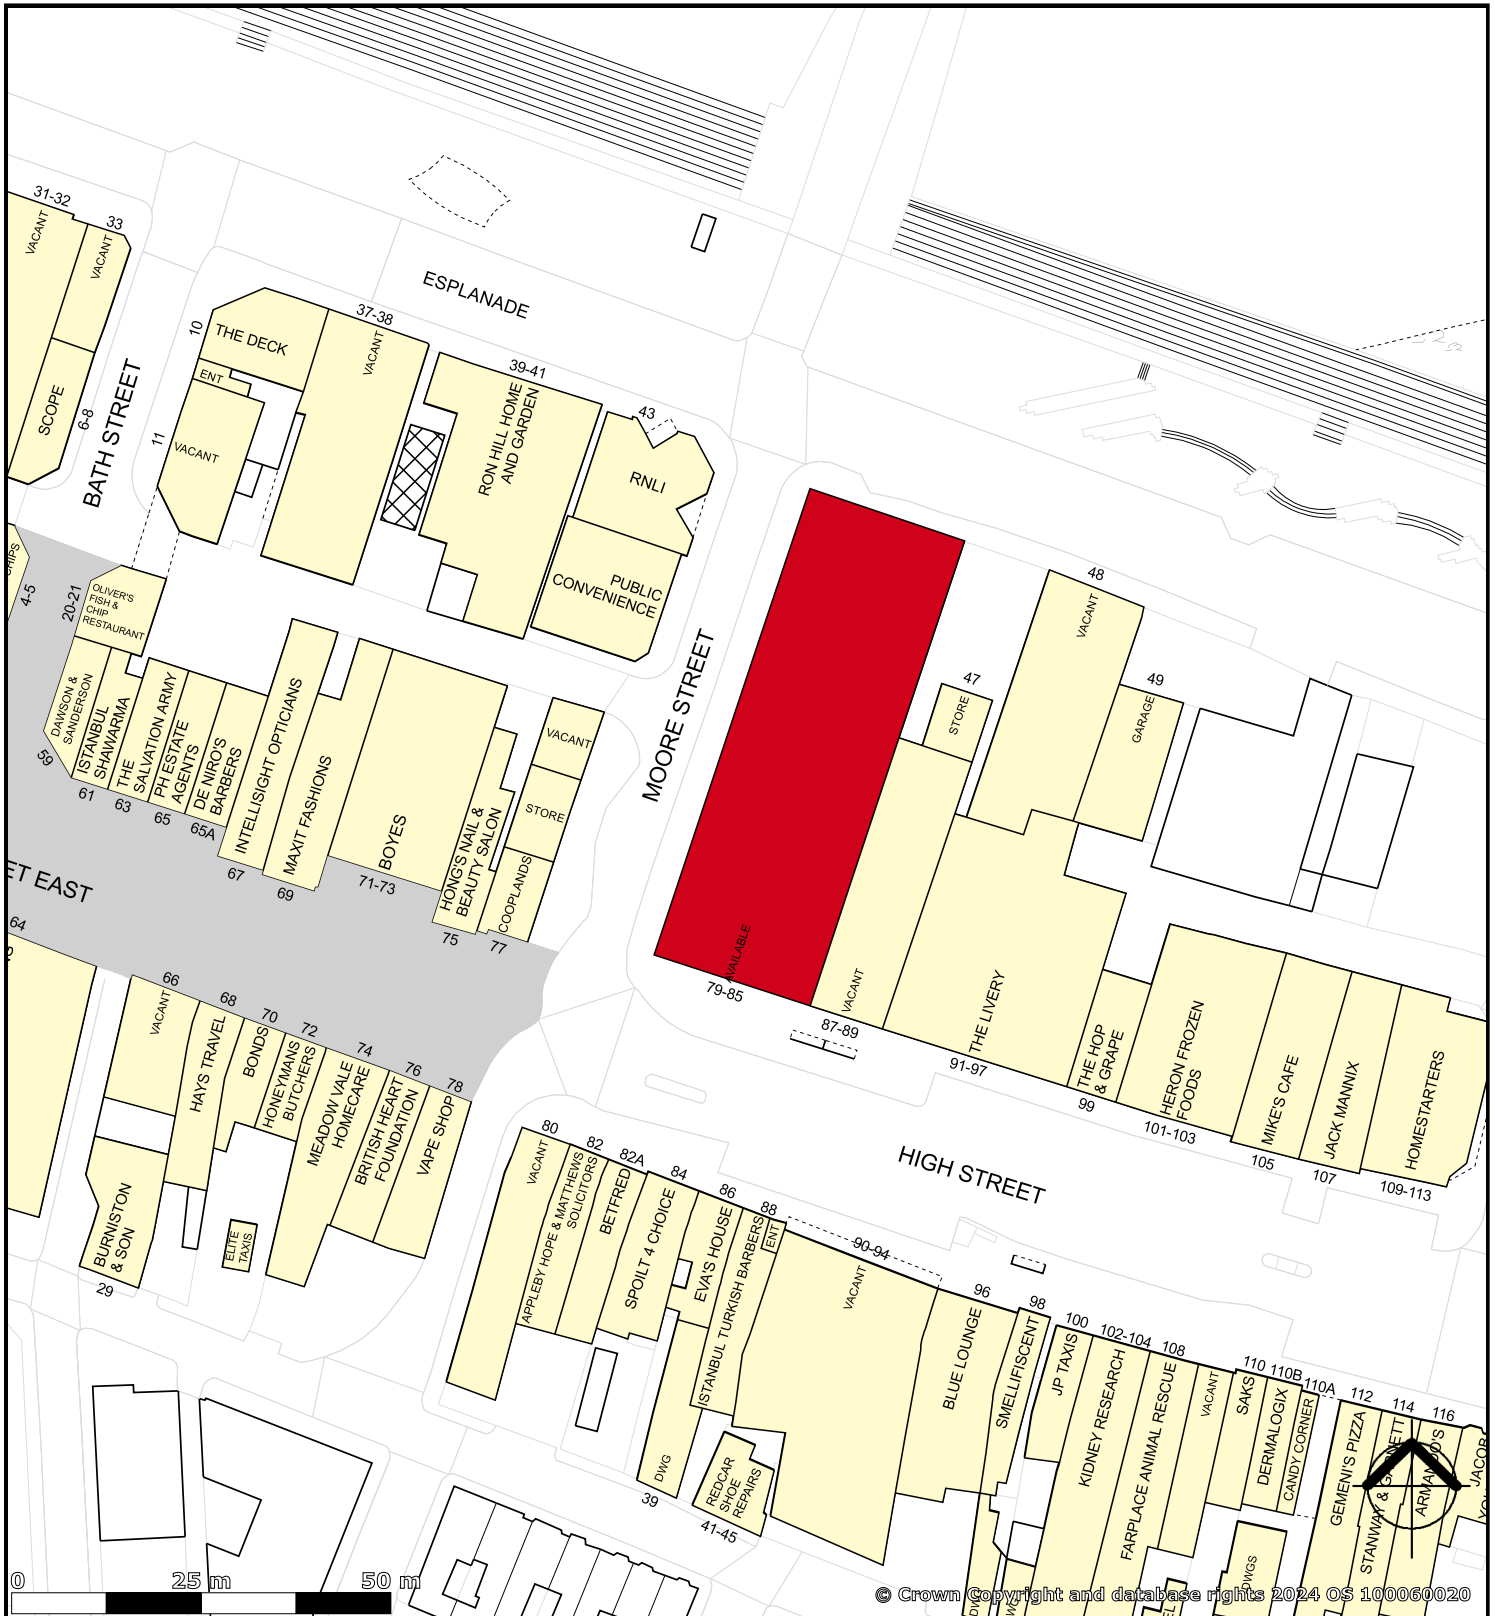 31-32
VACANT
33
VACANT
SCOPE
6-8
BATH STREET
ESPLANADE
10
THE DECK
ENT
11
VACANT
37-38
VACANT
39-41
RON HILL HOME
AND GARDEN
43
RNLI
PUBLIC
CONVENIENCE
CHIPS
4-5
20-21
OLIVER'S
FISH &
CHIP
RESTAURANT
DAWSON &
SANDERSON
59
ISTANBUL
SHAWARMA
61
THE
SALVATION ARMY
63
PH ESTATE
AGENTS
65
DE NIRO'S
BARBERS
65A
INTELLISIGHT OPTICIANS
67
MAXIT FASHIONS
69
BOYES
71-73
HONG'S NAIL &
BEAUTY SALON
75
VACANT
STORE
COOPLANDS
77
MOORE STREET
AVAILABLE
79-85
47
STORE
48
VACANT
49
GARAGE
VACANT
87-89
THE LIVERY
91-97
THE HOP
& GRAPE
99
HERON FROZEN
FOODS
101-103
MIKE'S CAFE
105
JACK MANNIX
107
HOMESTARTERS
109-113
ET EAST
64
66
VACANT
68
HAYS TRAVEL
70
BONDS
72
HONEYMANS
BUTCHERS
74
MEADOW VALE
HOMECARE
76
BRITISH HEART
FOUNDATION
78
VAPE SHOP
BURNISTON
& SON
29
ELITE
TAXIS
HIGH STREET
80
VACANT
82
APPLEBY HOPE & MATTHEWS
SOLICITORS
82A
BETFRED
84
SPOILT 4 CHOICE
86
EVA'S HOUSE
88
ISTANBUL TURKISH BARBERS
ENT
90-94
VACANT
96
BLUE LOUNGE
98
SMELLIFISCENT
100
JP TAXIS
102-104
KIDNEY RESEARCH
108
FARPLACE ANIMAL RESCUE
VACANT
110
SAKS
110B
DERMALOGIX
110A
CANDY CORNER
112
GEMENI'S PIZZA
114
STANWAY & GARNETT
116
ARMANDO'S
JACOB
DWG
39
REDCAR
SHOE
REPAIRS
41-45
DWGS
0
25 m
50 m
© Crown Copyright and database rights 2024 OS 100060020